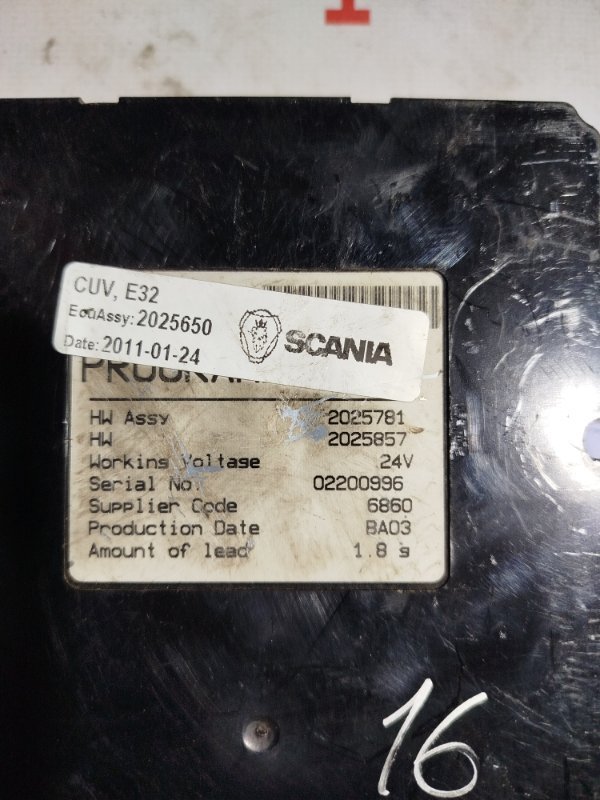 CUV, E32
EcuAssy: 2025650
Date: 2011-01-24
SCANIA
HW Assy 2025781
HW 2025857
Working Voltage 24V
Serial No. 02200996
Supplier Code 6860
Production Date BA03
Amount of lead 1.8 g
16